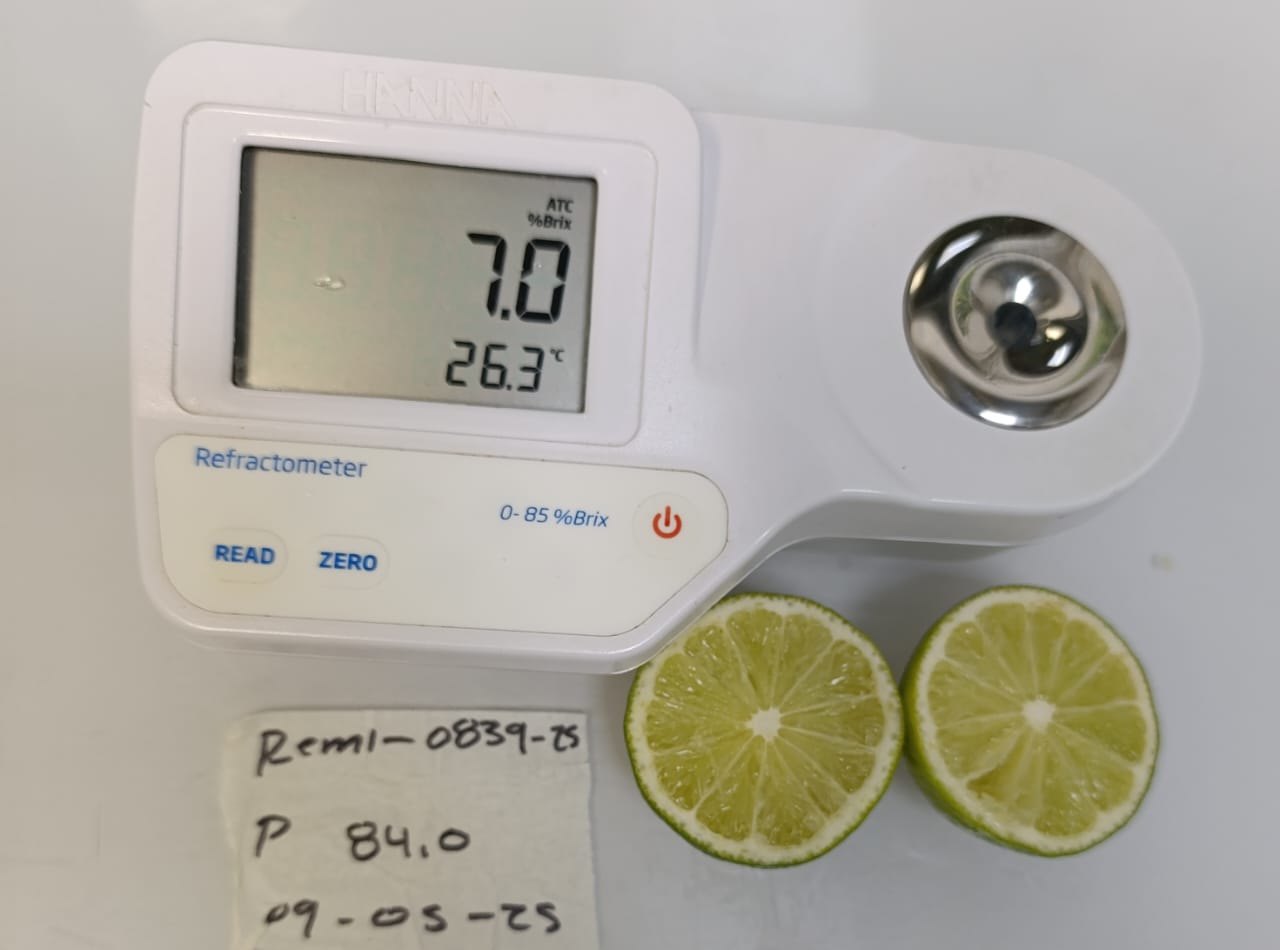 HANNA
ATC
%Brix
7.0
26.3 °C
Refractometer
0-85 %Brix
READ ZERO
Remi-0839-25
P 84.0
09-05-25